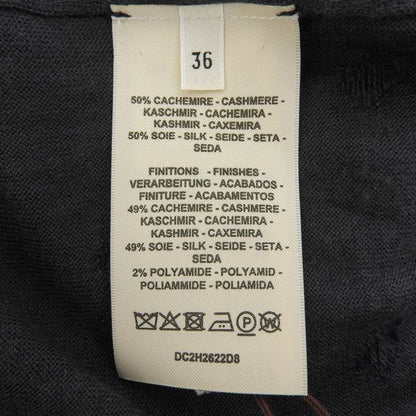 36
50% CACHEMIRE - CASHMERE -
KASCHMIR - CACHEMIRA -
KASHMIR - CAXEMIRA
50% SOIE - SILK - SEIDE - SETA -
SEDA
FINITIONS - FINISHES -
VERARBEITUNG - ACABADOS -
FINITURE - ACABAMENTOS
49% CACHEMIRE - CASHMERE -
KASCHMIR - CACHEMIRA -
KASHMIR - CAXEMIRA
49% SOIE - SILK - SEIDE - SETA -
SEDA
2% POLYAMIDE - POLYAMID -
POLIAMMIDE - POLIAMIDA
P
DC2H2622D8